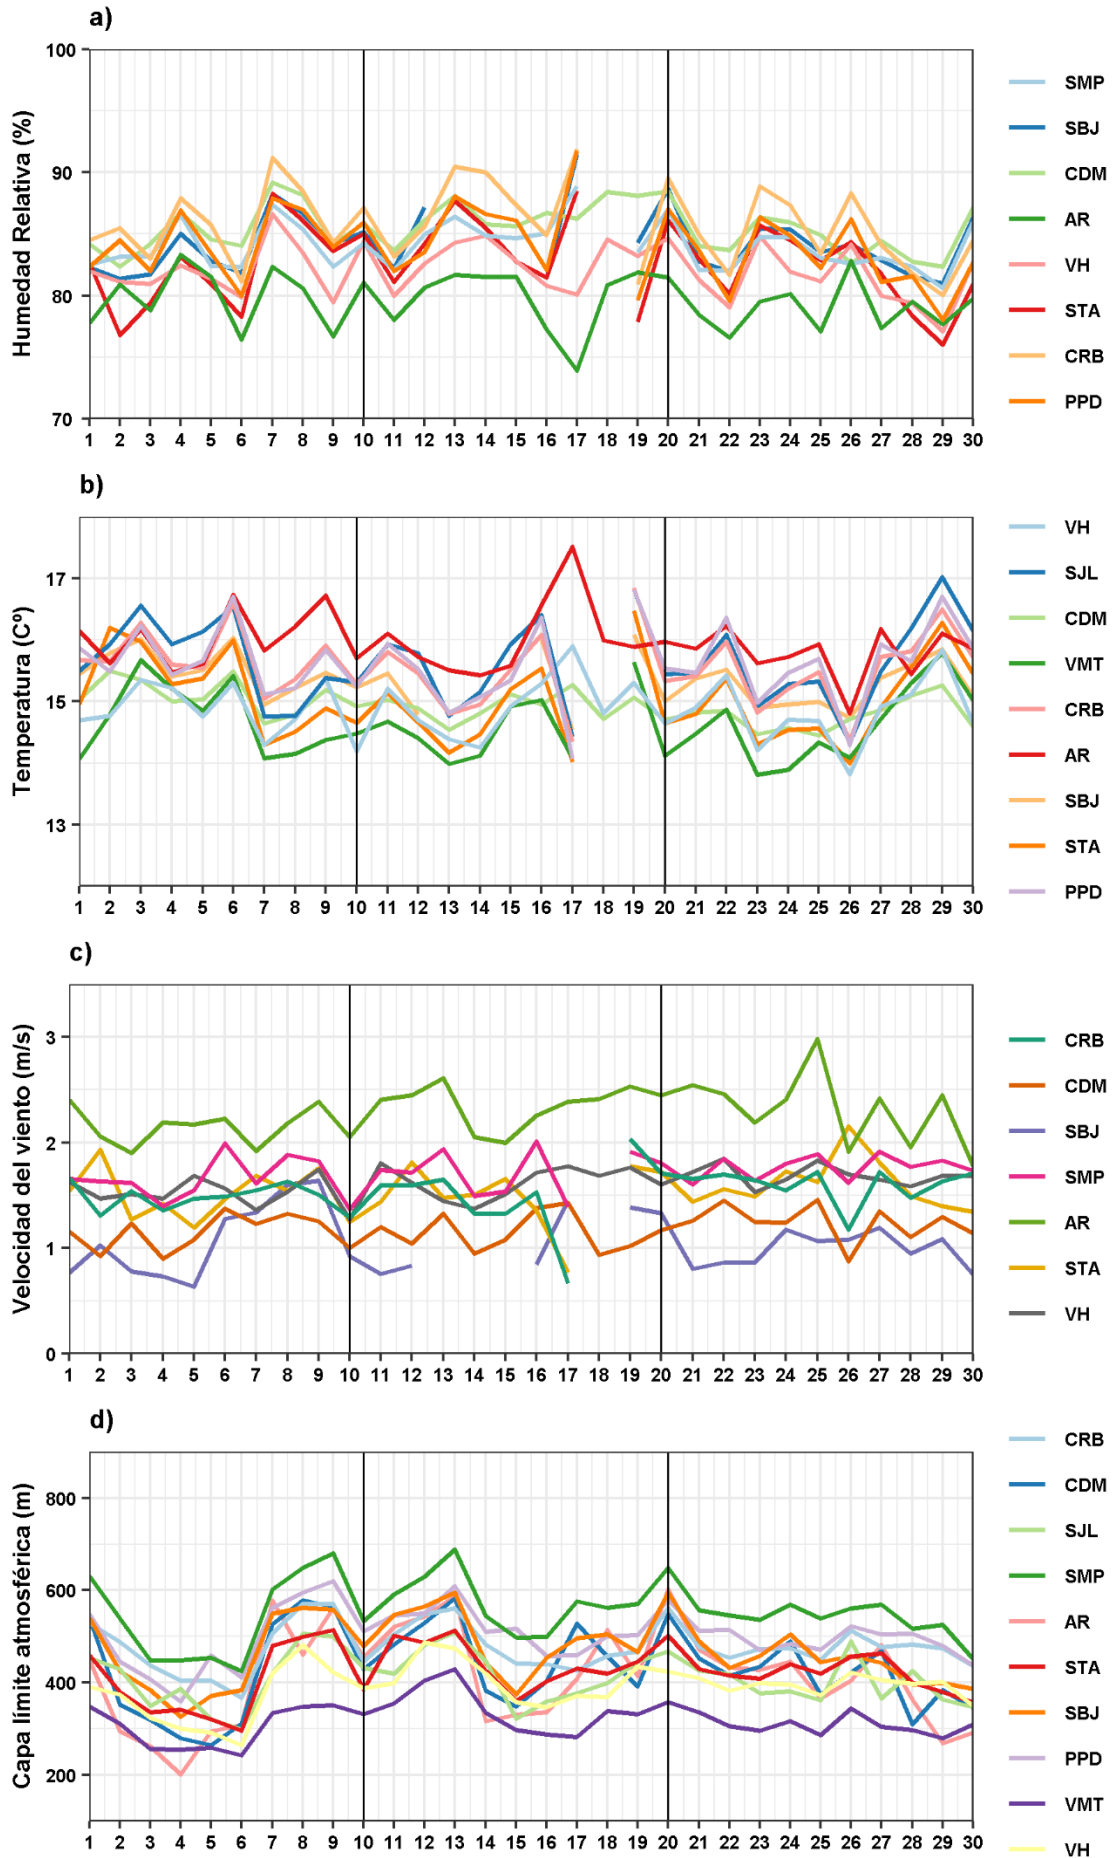 a)
Humedad Relativa (%)
100
90
80
70
1 2 3 4 5 6 7 8 9 10 11 12 13 14 15 16 17 18 19 20 21 22 23 24 25 26 27 28 29 30
SMP
SBJ
CDM
AR
VH
STA
CRB
PPD
b)
Temperatura (Cº)
17
15
13
1 2 3 4 5 6 7 8 9 10 11 12 13 14 15 16 17 18 19 20 21 22 23 24 25 26 27 28 29 30
VH
SJL
CDM
VMT
CRB
AR
SBJ
STA
PPD
c)
Velocidad del viento (m/s)
3
2
1
0
1 2 3 4 5 6 7 8 9 10 11 12 13 14 15 16 17 18 19 20 21 22 23 24 25 26 27 28 29 30
CRB
CDM
SBJ
SMP
AR
STA
VH
d)
Capa límite atmosférica (m)
800
600
400
200
1 2 3 4 5 6 7 8 9 10 11 12 13 14 15 16 17 18 19 20 21 22 23 24 25 26 27 28 29 30
CRB
CDM
SJL
SMP
AR
STA
SBJ
PPD
VMT
VH